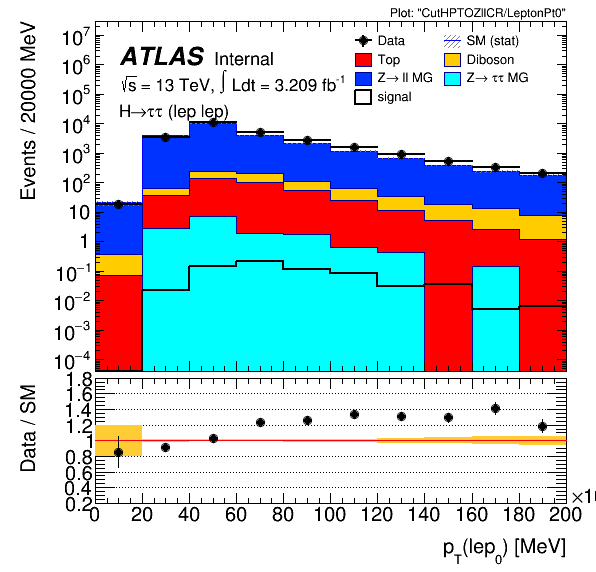 Plot: "CutHPTOZllCR/LeptonPt0"
Events / 20000 MeV
10⁷
10⁶
10⁵
10⁴
10³
10²
10
1
10⁻¹
10⁻²
10⁻³
10⁻⁴
ATLAS Internal
√s = 13 TeV, ∫ Ldt = 3.209 fb⁻¹
H→ττ (lep lep)
Data
SM (stat)
Top
Diboson
Z→ ll MG
Z→ ττ MG
signal
Data / SM
1.8
1.6
1.4
1.2
1
0.8
0.6
0.4
0.2
0 20 40 60 80 100 120 140 160 180 200
p_T(lep₀) [MeV]